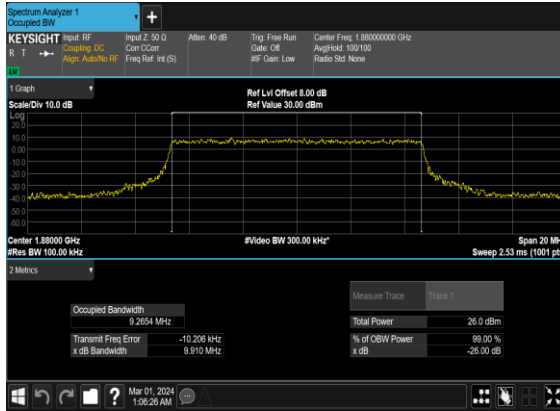 Spectrum Analyzer 1
Occupied BW
+
KEYSIGHT Input: RF Input Z: 50 Ω Atten: 40 dB Trig: Free Run Center Freq: 1.880000000 GHz
R T Coupling: DC Corr CCorr Gate: Off Avg|Hold: 100/100
Align: Auto/No RF Freq Ref: Int (S) #IF Gain: Low Radio Std: None
LV
1 Graph
Ref Lvl Offset 8.00 dB
Scale/Div 10.0 dB Ref Value 30.00 dBm
Log
20.0
10.0
0.00
-10.0
-20.0
-30.0
-40.0
-50.0
-60.0
Center 1.88000 GHz #Video BW 300.00 kHz* Span 20 MH
#Res BW 100.00 kHz Sweep 2.53 ms (1001 pt
2 Metrics
Measure Trace Trace 1
Occupied Bandwidth
9.2654 MHz Total Power 26.0 dBm
Transmit Freq Error -10.206 kHz % of OBW Power 99.00 %
x dB Bandwidth 9.910 MHz x dB -26.00 dB
? Mar 01, 2024
1:06:26 AM